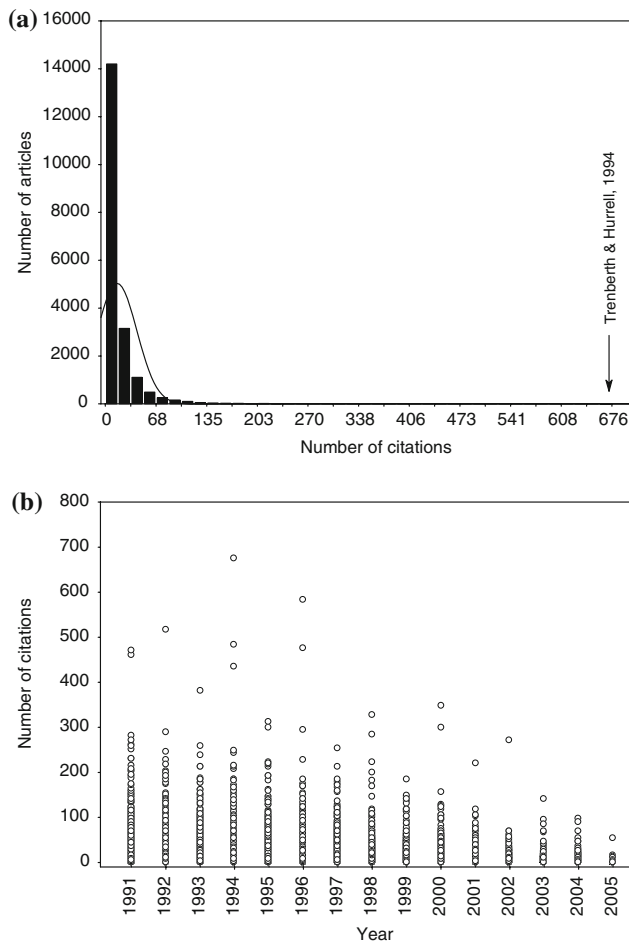 (a)
16000
14000
12000
10000
8000
6000
4000
2000
0
Number of articles
Trenberth & Hurrell, 1994
0 68 135 203 270 338 406 473 541 608 676
Number of citations
(b)
800
700
600
500
400
300
200
100
0
Number of citations
1991 1992 1993 1994 1995 1996 1997 1998 1999 2000 2001 2002 2003 2004 2005
Year